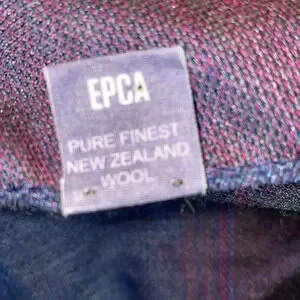 EPCA
PURE FINEST
NEW ZEALAND
WOOL